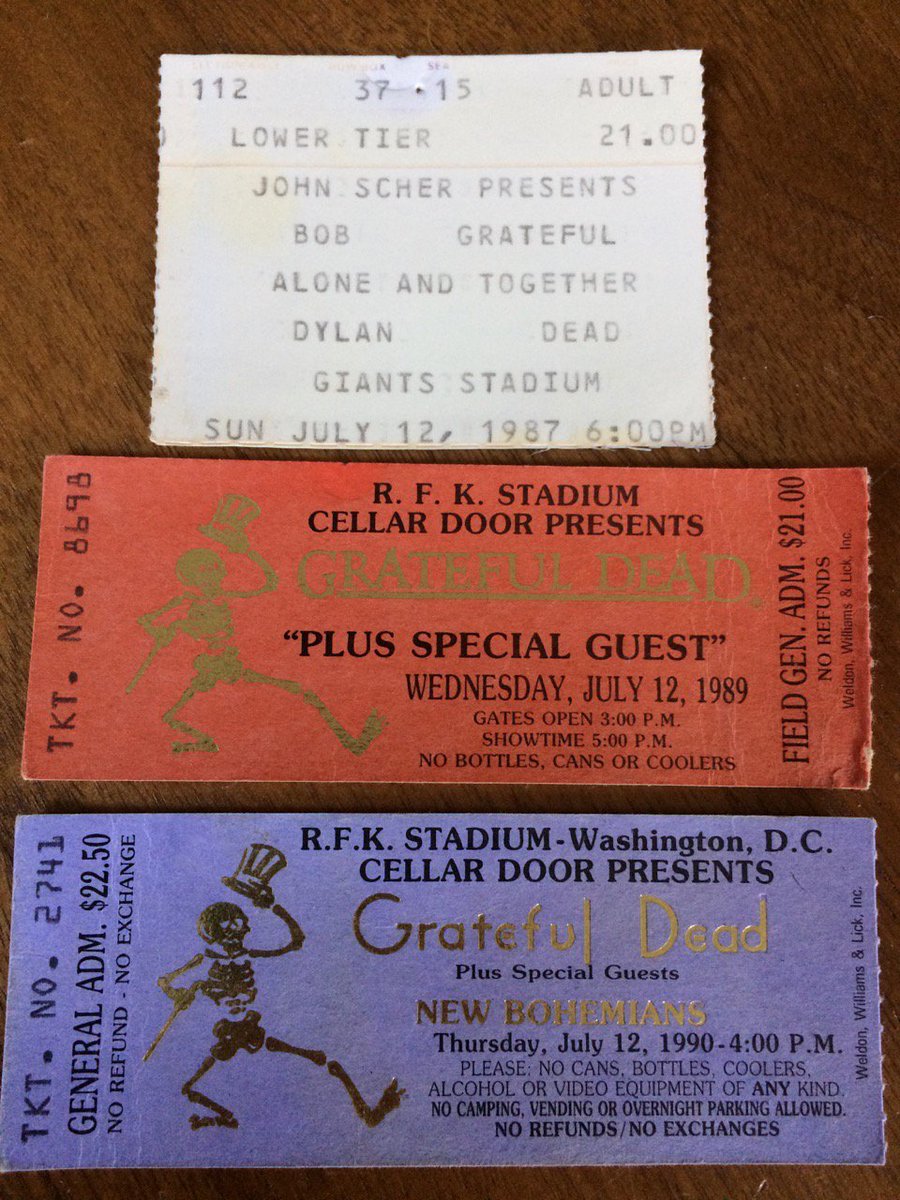 112 37 15 ADULT
LOWER TIER 21.00
JOHN SCHER PRESENTS
BOB GRATEFUL
ALONE AND TOGETHER
DYLAN DEAD
GIANTS STADIUM
SUN JULY 12, 1987 6:00PM
TKT. NO. 8698
R. F. K. STADIUM
CELLAR DOOR PRESENTS
GRATEFUL DEAD
"PLUS SPECIAL GUEST"
WEDNESDAY, JULY 12, 1989
GATES OPEN 3:00 P.M.
SHOWTIME 5:00 P.M.
NO BOTTLES, CANS OR COOLERS
FIELD GEN. ADM. $21.00
NO REFUNDS
Weldon, Williams & Lick, Inc.
TKT. NO. 2741
GENERAL ADM. $22.50
NO REFUND - NO EXCHANGE
R.F.K. STADIUM-Washington, D.C.
CELLAR DOOR PRESENTS
Grateful Dead
Plus Special Guests
NEW BOHEMIANS
Thursday, July 12, 1990-4:00 P.M.
PLEASE: NO CANS, BOTTLES, COOLERS,
ALCOHOL OR VIDEO EQUIPMENT OF ANY KIND.
NO CAMPING, VENDING OR OVERNIGHT PARKING ALLOWED.
NO REFUNDS/NO EXCHANGES
Weldon, Williams & Lick, Inc.